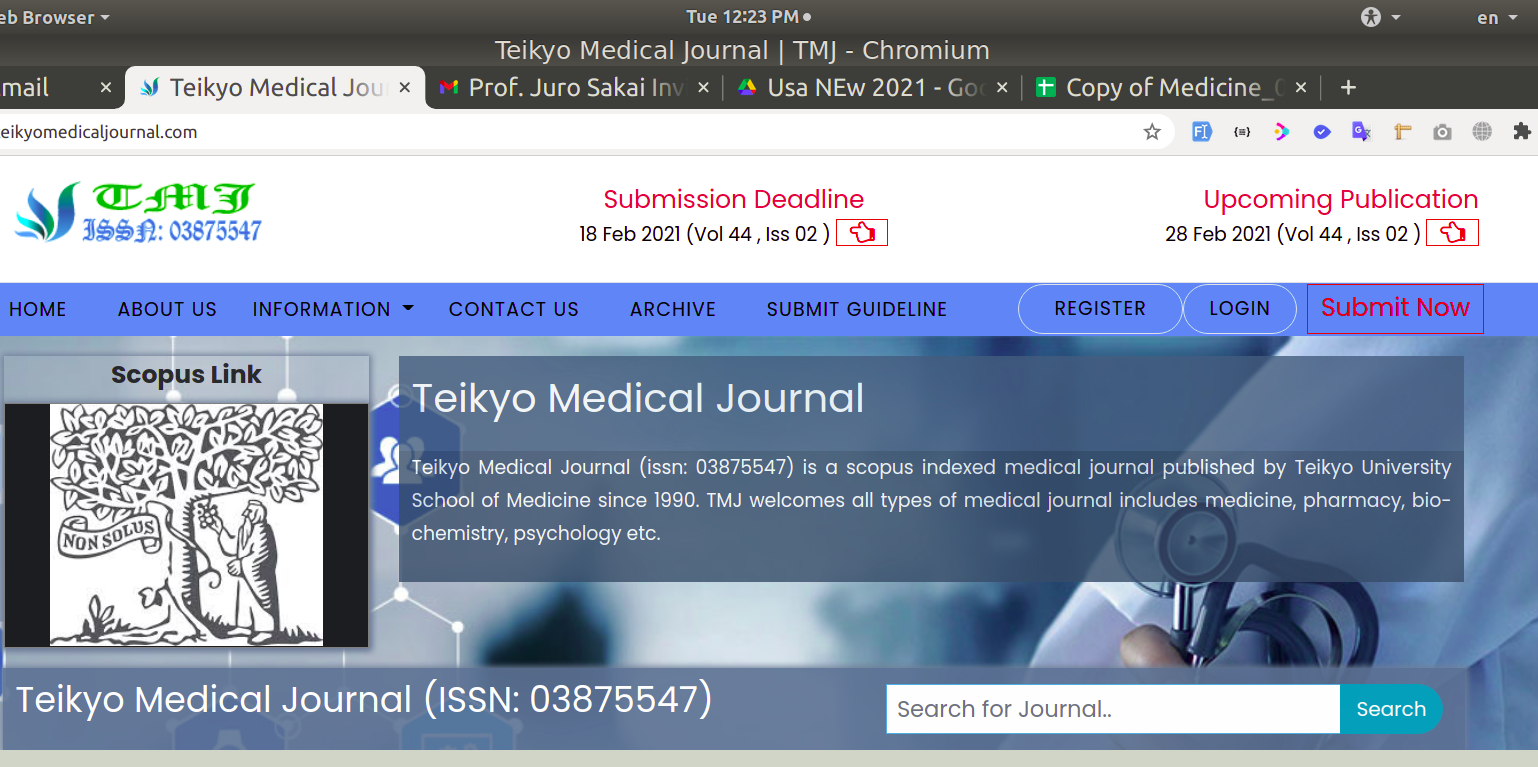 eb Browser
Tue 12:23 PM
en
Teikyo Medical Journal | TMJ - Chromium
mail
Teikyo Medical Jou
Prof. Juro Sakai Inv
Usa NEw 2021 - Goo
Copy of Medicine_
eikyomedicaljournal.com
TMJ
ISSN: 03875547
Submission Deadline
18 Feb 2021 (Vol 44 , Iss 02 )
Upcoming Publication
28 Feb 2021 (Vol 44 , Iss 02 )
HOME ABOUT US INFORMATION CONTACT US ARCHIVE SUBMIT GUIDELINE REGISTER LOGIN Submit Now
Scopus Link
NON SOLUS
Teikyo Medical Journal
Teikyo Medical Journal (issn: 03875547) is a scopus indexed medical journal published by Teikyo University
School of Medicine since 1990. TMJ welcomes all types of medical journal includes medicine, pharmacy, bio-
chemistry, psychology etc.
Teikyo Medical Journal (ISSN: 03875547)
Search for Journal..
Search